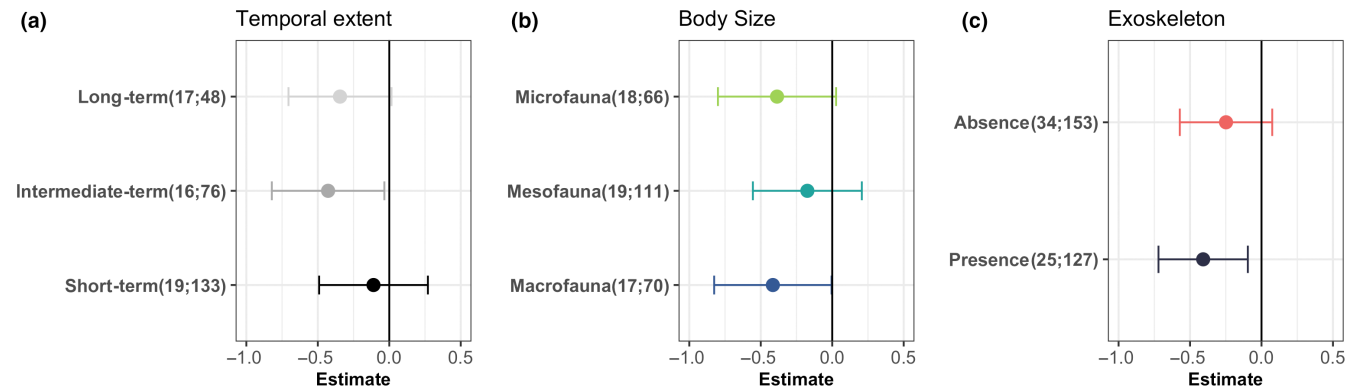 (a)
Temporal extent
Long-term(17;48)
Intermediate-term(16;76)
Short-term(19;133)
−1.0 −0.5 0.0 0.5
Estimate
(b)
Body Size
Microfauna(18;66)
Mesofauna(19;111)
Macrofauna(17;70)
−1.0 −0.5 0.0 0.5
Estimate
(c)
Exoskeleton
Absence(34;153)
Presence(25;127)
−1.0 −0.5 0.0 0.5
Estimate